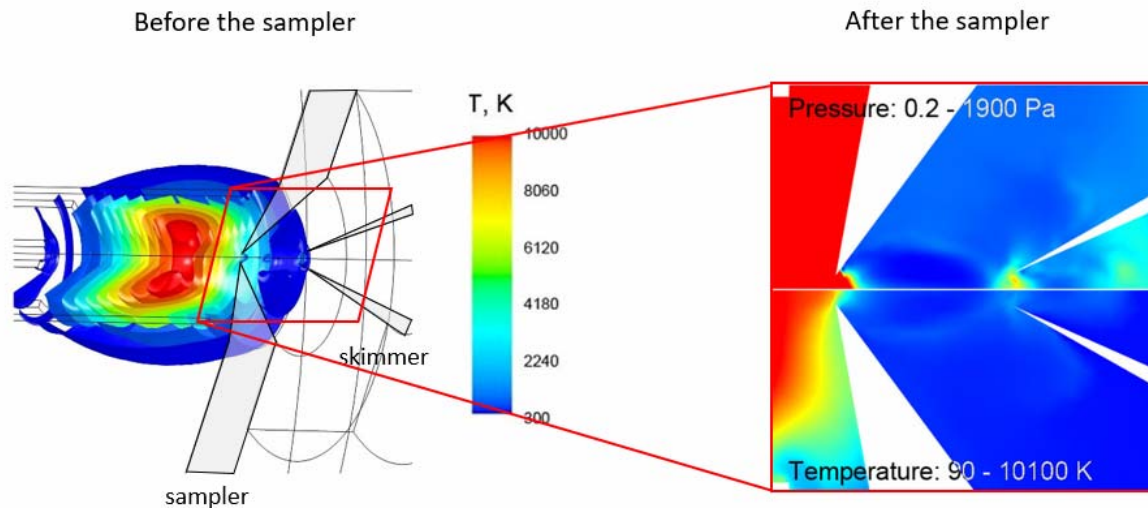 Before the sampler
After the sampler
T, K
10000
8060
6120
4180
2240
300
skimmer
sampler
Pressure: 0.2 - 1900 Pa
Temperature: 90 - 10100 K